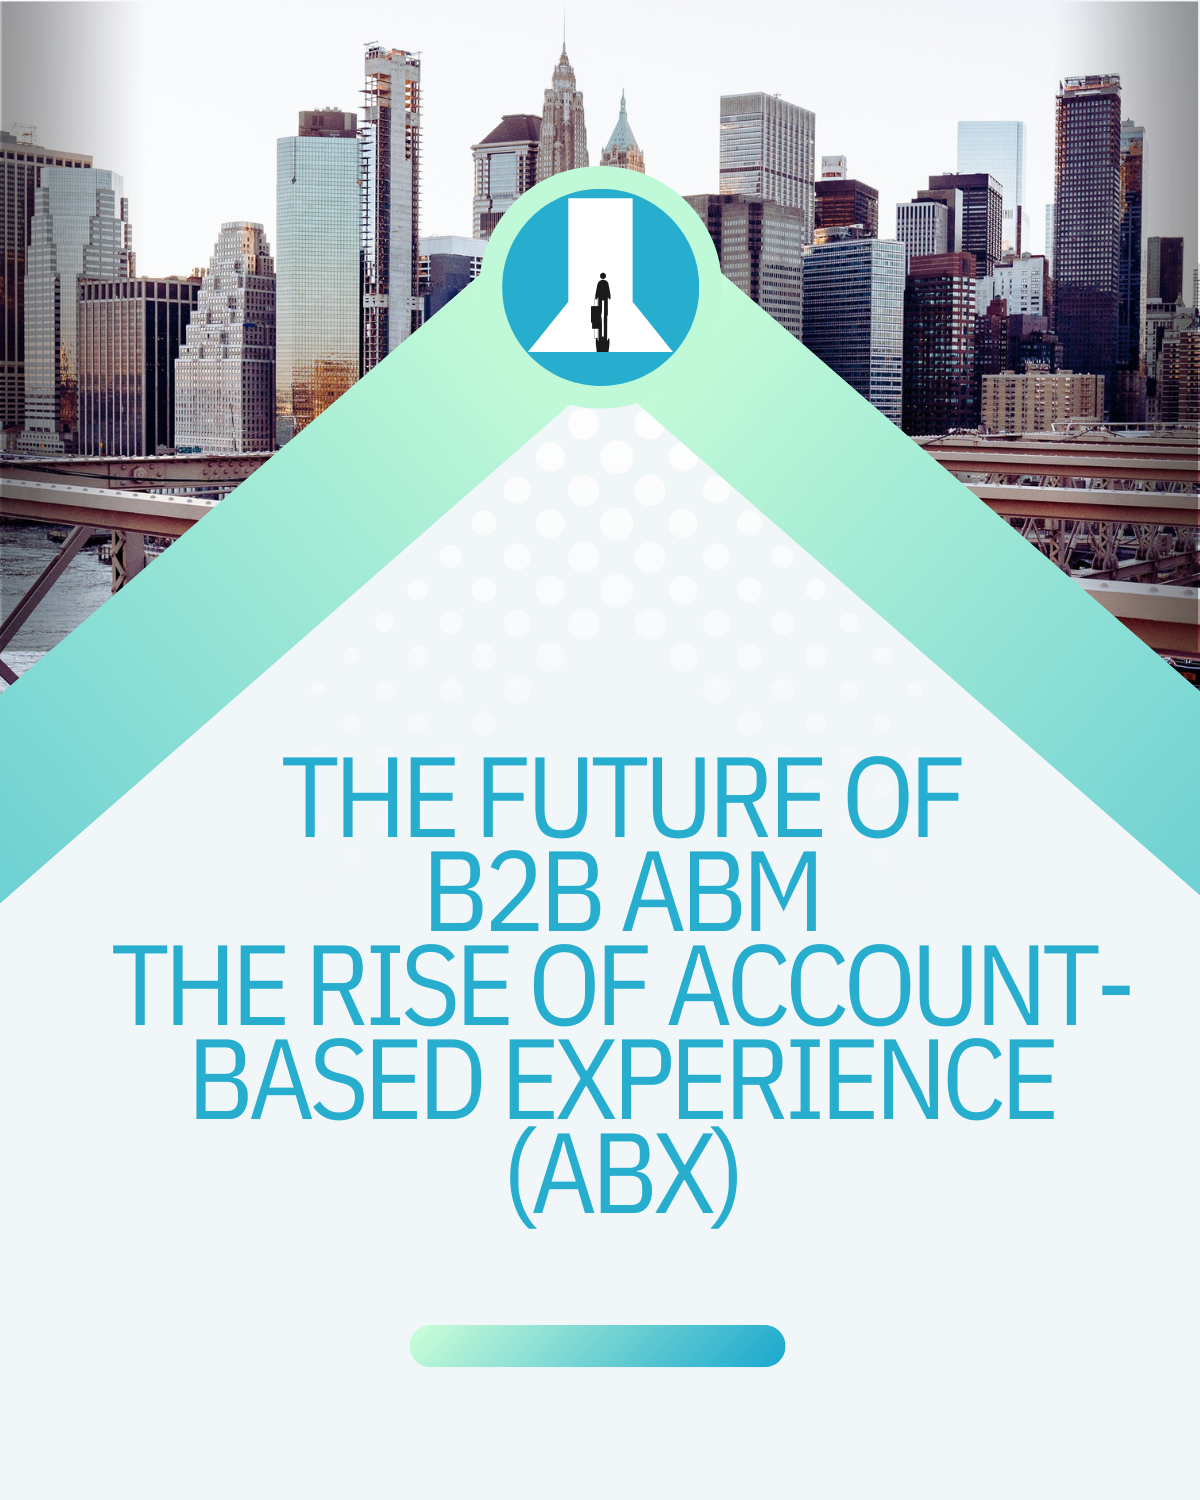 THE FUTURE OF
B2B ABM
THE RISE OF ACCOUNT-
BASED EXPERIENCE
(ABX)